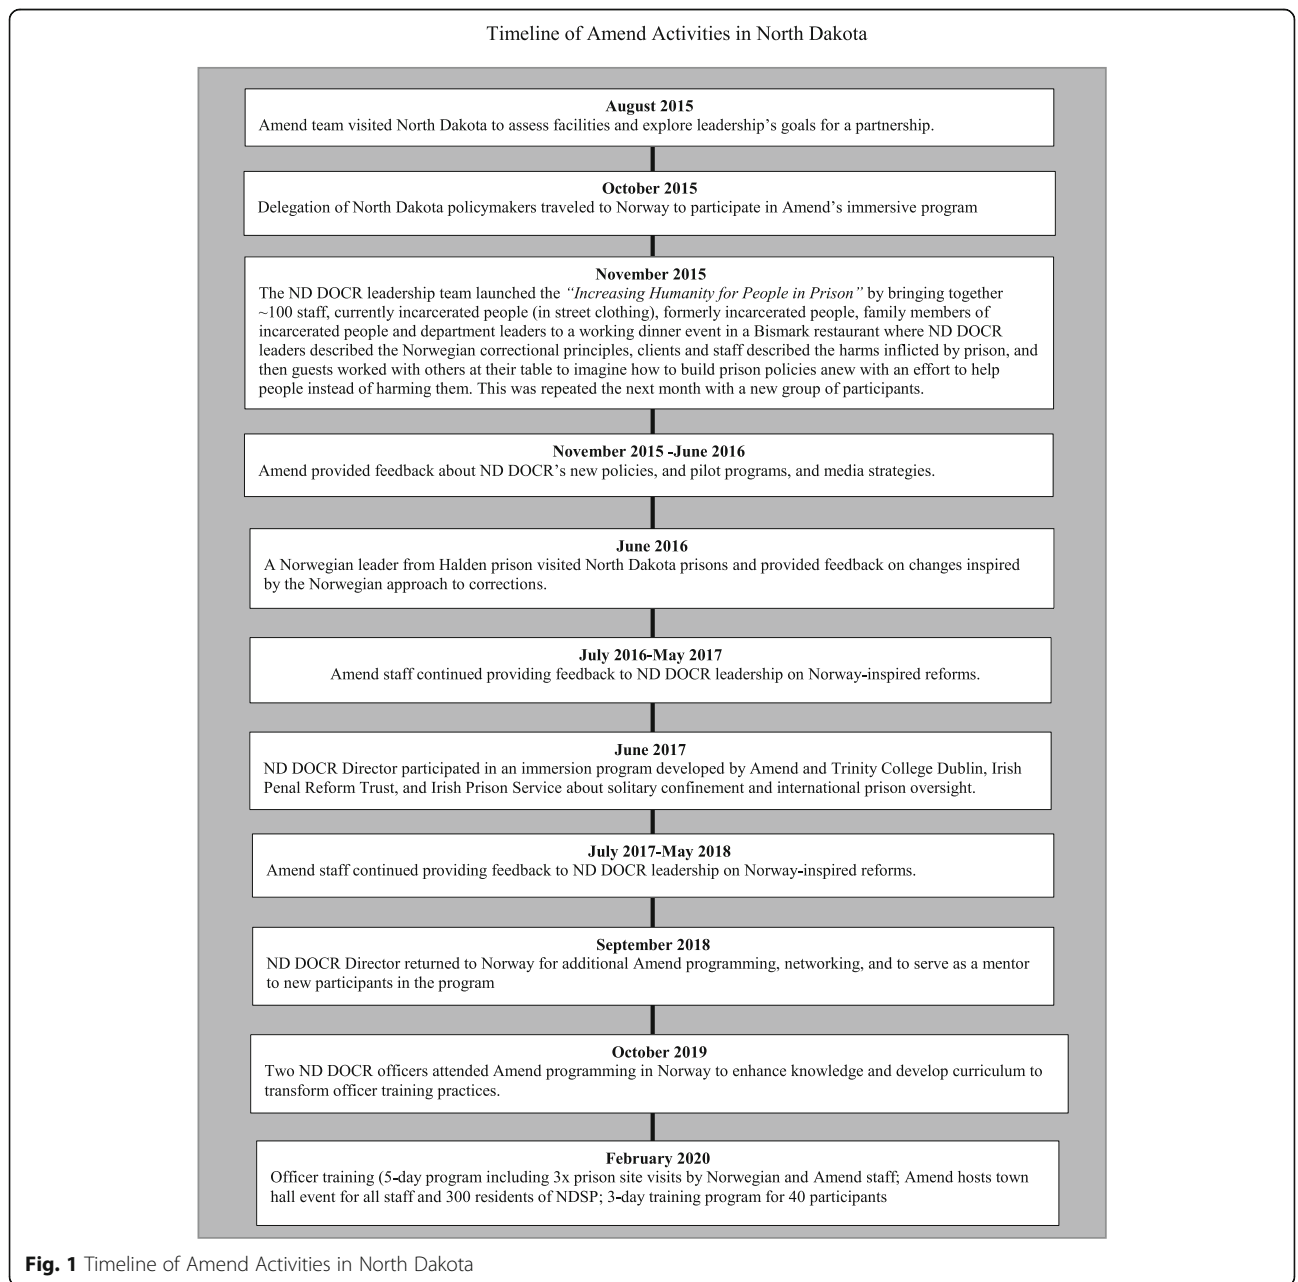 Timeline of Amend Activities in North Dakota
August 2015
Amend team visited North Dakota to assess facilities and explore leadership’s goals for a partnership.
October 2015
Delegation of North Dakota policymakers traveled to Norway to participate in Amend’s immersive program
November 2015
The ND DOCR leadership team launched the “Increasing Humanity for People in Prison” by bringing together
~100 staff, currently incarcerated people (in street clothing), formerly incarcerated people, family members of
incarcerated people and department leaders to a working dinner event in a Bismark restaurant where ND DOCR
leaders described the Norwegian correctional principles, clients and staff described the harms inflicted by prison, and
then guests worked with others at their table to imagine how to build prison policies anew with an effort to help
people instead of harming them. This was repeated the next month with a new group of participants.
November 2015 -June 2016
Amend provided feedback about ND DOCR’s new policies, and pilot programs, and media strategies.
June 2016
A Norwegian leader from Halden prison visited North Dakota prisons and provided feedback on changes inspired
by the Norwegian approach to corrections.
July 2016-May 2017
Amend staff continued providing feedback to ND DOCR leadership on Norway-inspired reforms.
June 2017
ND DOCR Director participated in an immersion program developed by Amend and Trinity College Dublin, Irish
Penal Reform Trust, and Irish Prison Service about solitary confinement and international prison oversight.
July 2017-May 2018
Amend staff continued providing feedback to ND DOCR leadership on Norway-inspired reforms.
September 2018
ND DOCR Director returned to Norway for additional Amend programming, networking, and to serve as a mentor
to new participants in the program
October 2019
Two ND DOCR officers attended Amend programming in Norway to enhance knowledge and develop curriculum to
transform officer training practices.
February 2020
Officer training (5-day program including 3x prison site visits by Norwegian and Amend staff; Amend hosts town
hall event for all staff and 300 residents of NDSP; 3-day training program for 40 participants
Fig. 1 Timeline of Amend Activities in North Dakota